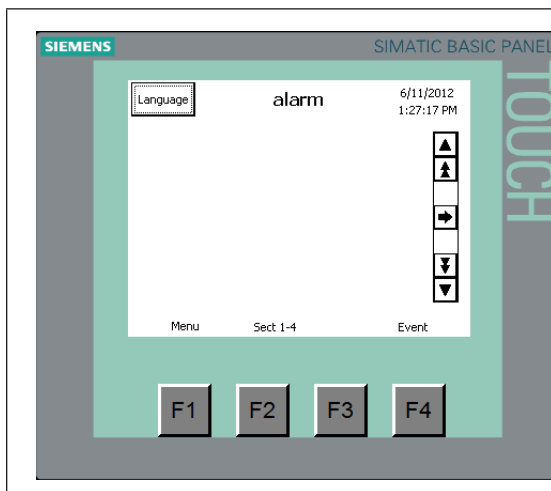 SIEMENS
SIMATIC BASIC PANEL
TOUCH
Language
alarm
6/11/2012
1:27:17 PM
Menu
Sect 1-4
Event
F1
F2
F3
F4